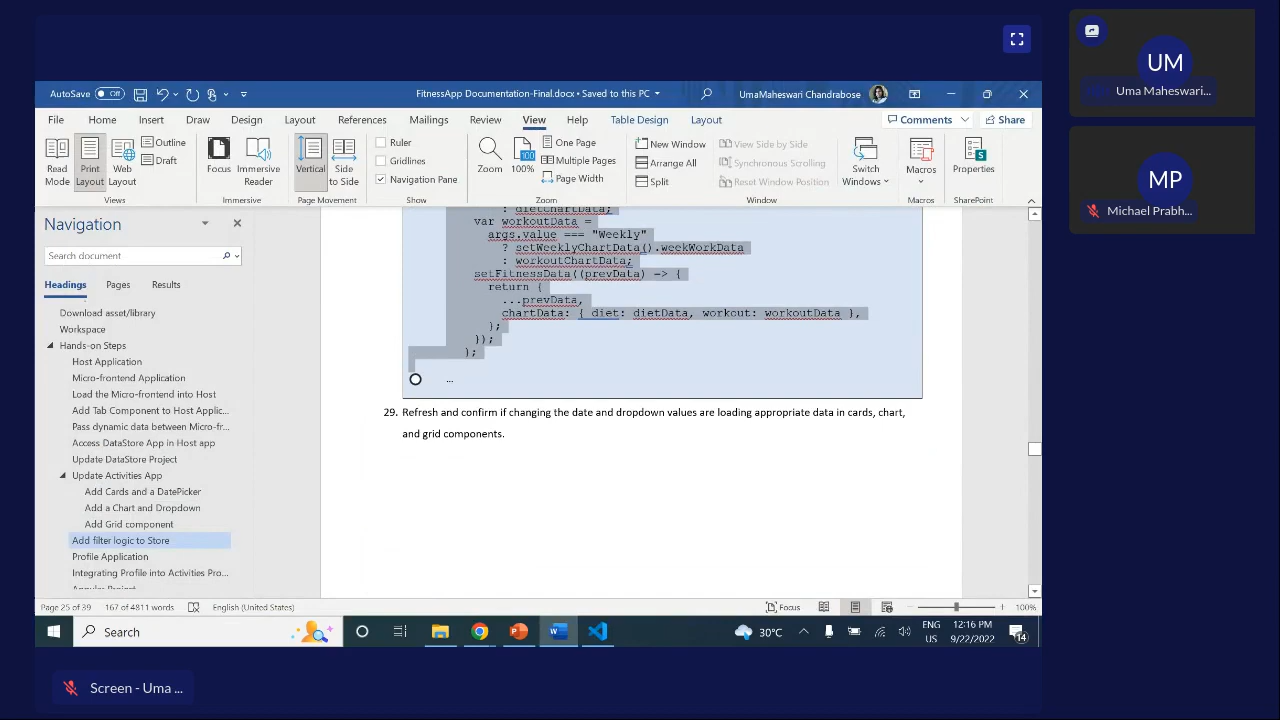 UM
Uma Maheswari...
MP
Michael Prabh...
AutoSave Off
FitnessApp Documentation-Final.docx • Saved to this PC
UmaMaheswari Chandrabose
File Home Insert Draw Design Layout References Mailings Review View Help Table Design Layout
Comments Share
Read Mode
Print Layout
Web Layout
Outline
Draft
Views
Focus
Immersive Reader
Immersive
Vertical
Side to Side
Page Movement
Ruler
Gridlines
Navigation Pane
Show
Zoom
100
100%
One Page
Multiple Pages
Page Width
Zoom
New Window
Arrange All
Split
View Side by Side
Synchronous Scrolling
Reset Window Position
Window
Switch Windows
Macros
Macros
Properties
SharePoint
Navigation
Search document
Headings Pages Results
Download asset/library
Workspace
Hands-on Steps
Host Application
Micro-frontend Application
Load the Micro-frontend into Host
Add Tab Component to Host Applic...
Pass dynamic data between Micro-fr...
Access DataStore App in Host app
Update DataStore Project
Update Activities App
Add Cards and a DatePicker
Add a Chart and Dropdown
Add Grid component
Add filter logic to Store
Profile Application
Integrating Profile into Activities Pro...
Angular Project
: dietChartData;
var workoutData =
args.value === "Weekly"
? setWeeklyChartData().weekWorkData
: workoutChartData;
setFitnessData((prevData) => {
return {
...prevData,
chartData: { diet: dietData, workout: workoutData },
};
});
};
…
29. Refresh and confirm if changing the date and dropdown values are loading appropriate data in cards, chart,
and grid components.
Page 25 of 39 167 of 4811 words English (United States)
Focus
100%
Search
30°C
ENG
US
12:16 PM
9/22/2022
14
Screen - Uma ...